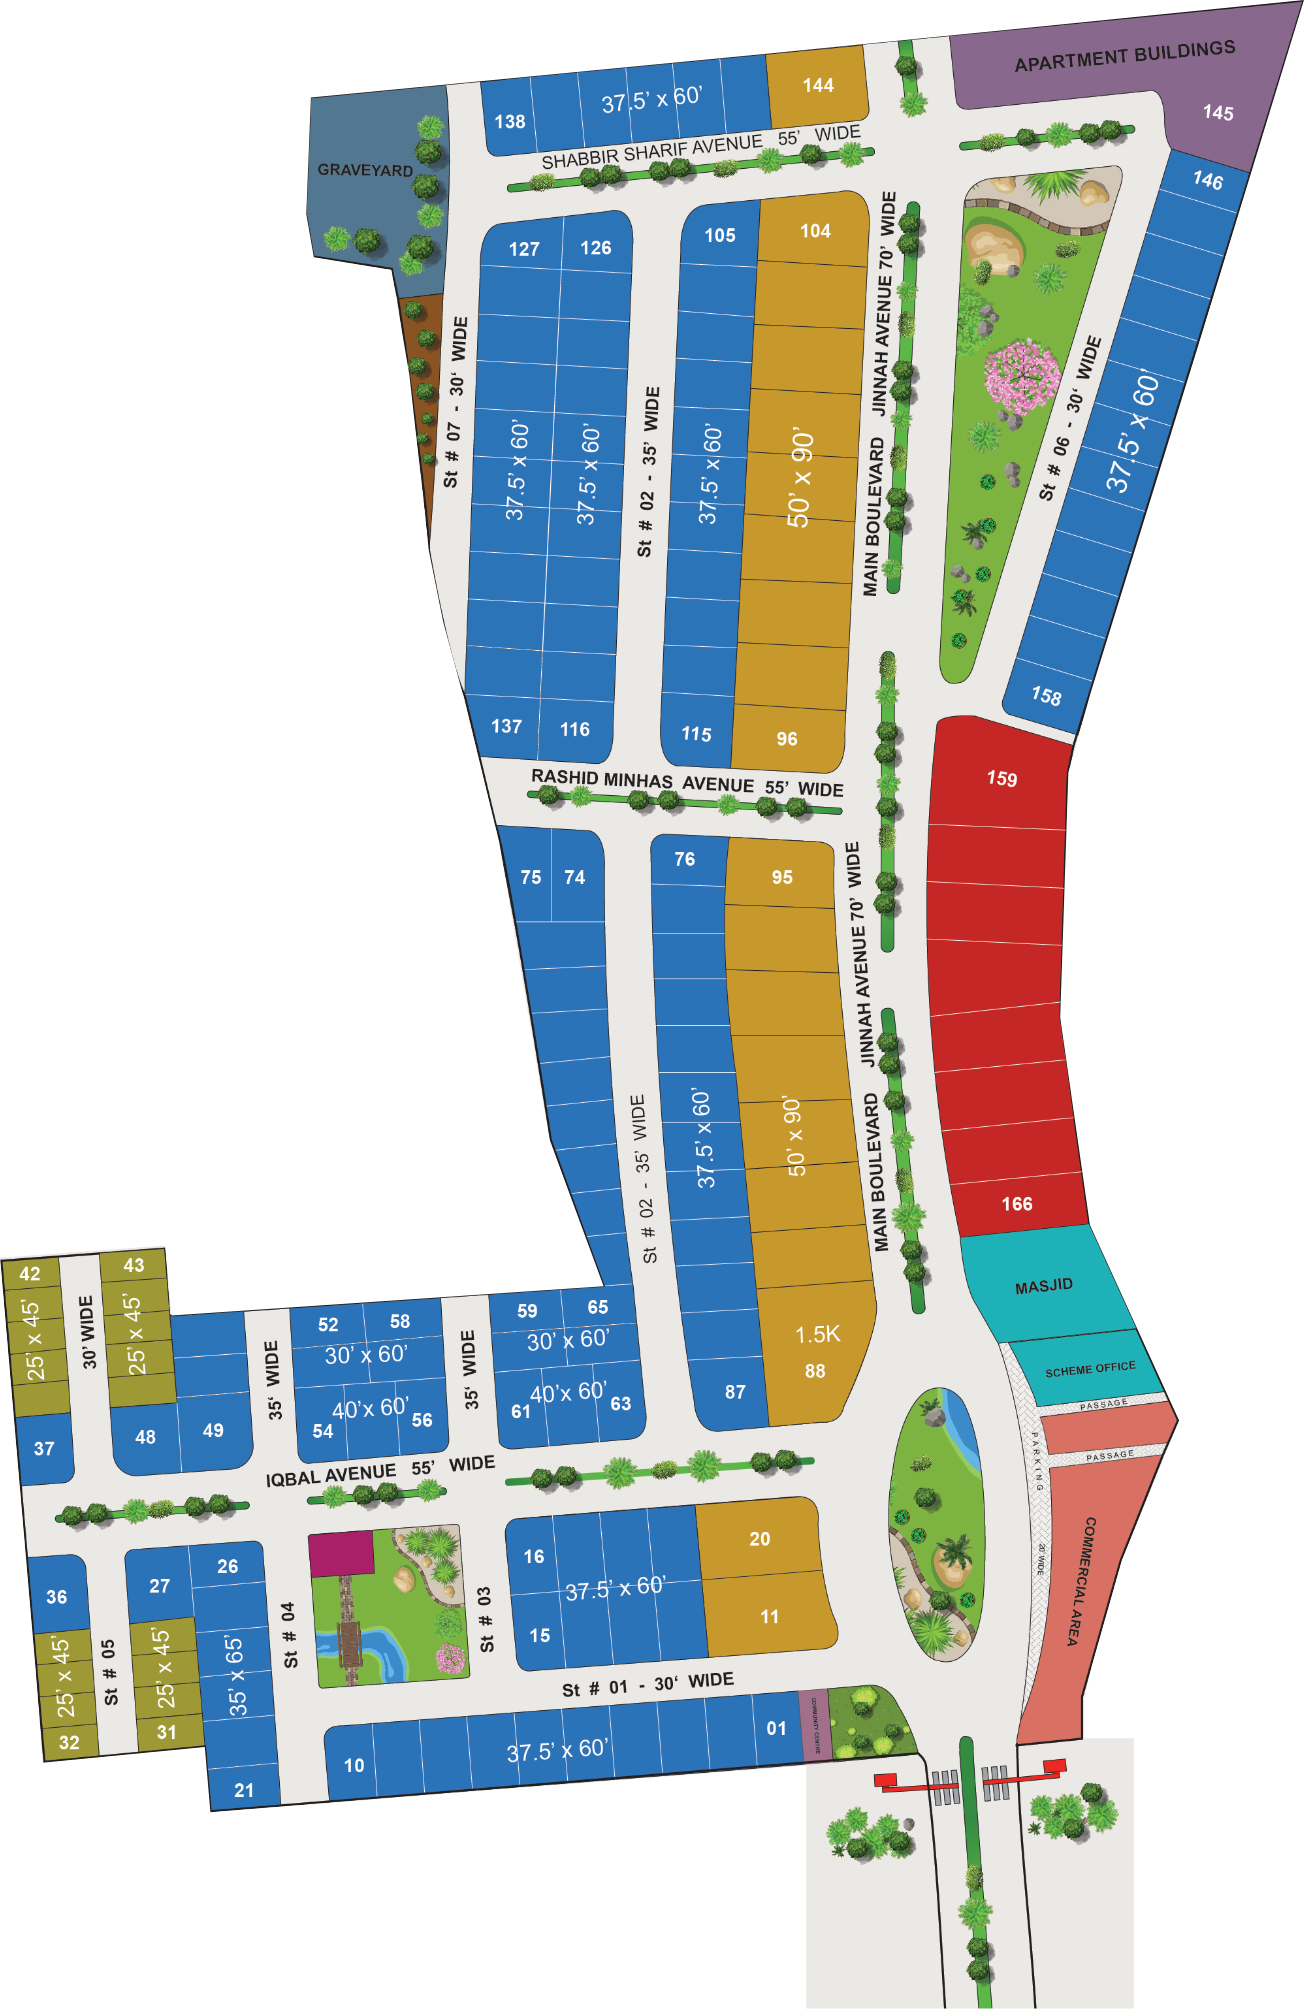 APARTMENT BUILDINGS
144
37.5' x 60'
138
145
SHABBIR SHARIF AVENUE 55' WIDE
GRAVEYARD
146
127
126
105
104
MAIN BOULEVARD JINNAH AVENUE 70' WIDE
St # 07 - 30' WIDE
37.5' x 60'
37.5' x 60'
St # 02 - 35' WIDE
37.5' x 60'
50' x 90'
St # 06 - 30' WIDE
37.5' x 60'
158
137
116
115
96
159
RASHID MINHAS AVENUE 55' WIDE
75
74
76
95
MAIN BOULEVARD JINNAH AVENUE 70' WIDE
St # 02 - 35' WIDE
37.5' x 60'
50' x 90'
166
MASJID
42
43
25' x 45'
30' WIDE
25' x 45'
35' WIDE
52
58
30' x 60'
35' WIDE
59
65
30' x 60'
1.5K
88
87
SCHEME OFFICE
PASSAGE
PASSAGE
PARKING
20' WIDE
COMMERCIAL AREA
37
48
49
40'x 60'
54
56
40'x 60'
61
63
IQBAL AVENUE 55' WIDE
36
27
26
16
20
37.5' x 60'
15
11
25' x 45'
St # 05
25' x 45'
35' x 65'
St # 04
St # 03
32
31
21
St # 01 - 30' WIDE
10
37.5' x 60'
01
COMMUNITY CENTRE